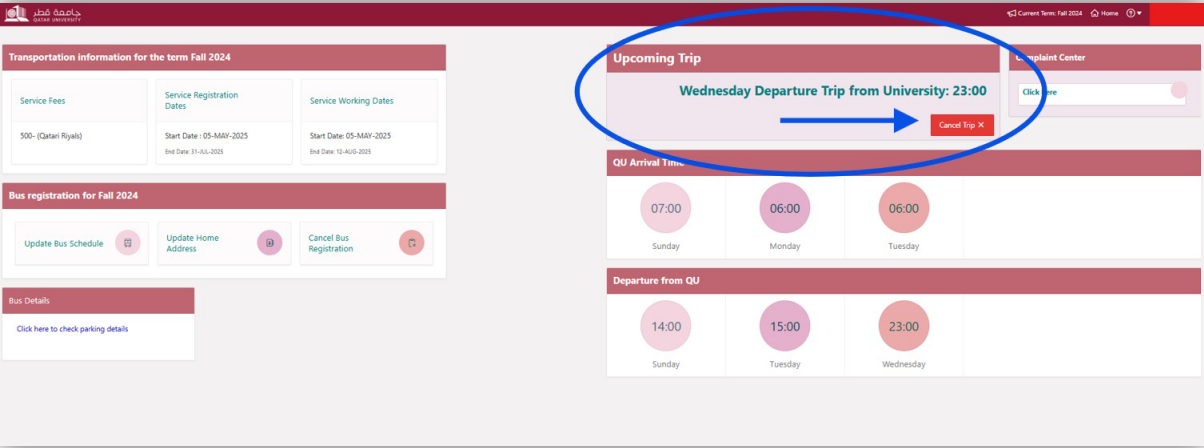 جامعة قطر
QATAR UNIVERSITY
Current Term: Fall 2024 Home
Transportation information for the term Fall 2024
Service Fees
500- (Qatari Riyals)
Service Registration
Dates
Start Date : 05-MAY-2025
End Date: 31-JUL-2025
Service Working Dates
Start Date: 05-MAY-2025
End Date: 12-AUG-2025
Bus registration for Fall 2024
Update Bus Schedule
Update Home
Address
Cancel Bus
Registration
Bus Details
Click here to check parking details
Upcoming Trip
Wednesday Departure Trip from University: 23:00
Cancel Trip ×
Complaint Center
Click Here
QU Arrival Time
07:00
Sunday
06:00
Monday
06:00
Tuesday
Departure from QU
14:00
Sunday
15:00
Tuesday
23:00
Wednesday